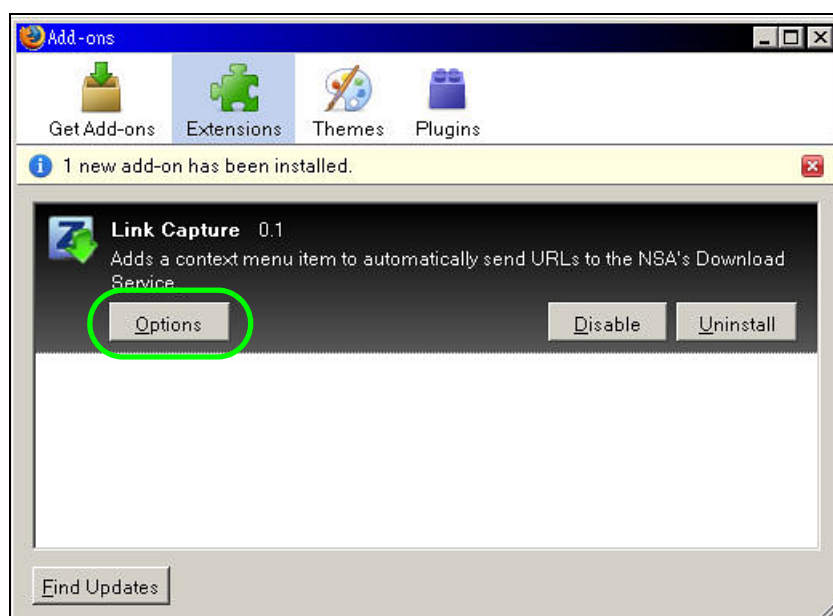 Add-ons
Get Add-ons Extensions Themes Plugins
1 new add-on has been installed.
Link Capture 0.1
Adds a context menu item to automatically send URLs to the NSA's Download
Service
Options Disable Uninstall
Find Updates